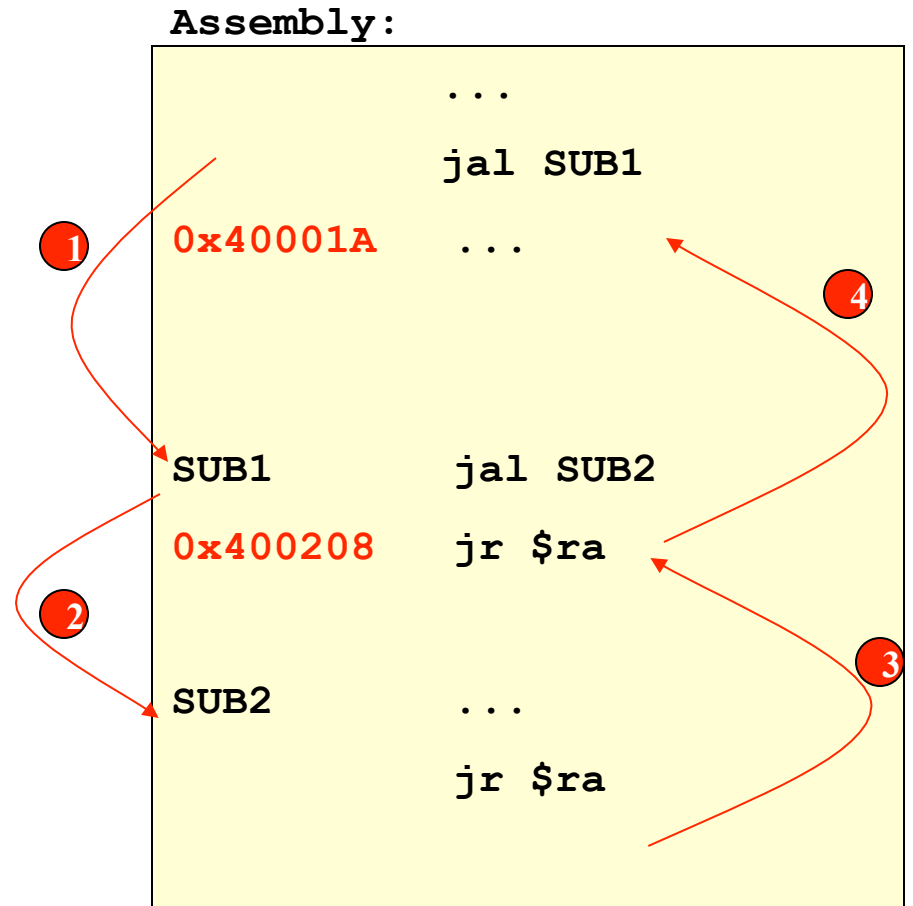 Assembly:
...
jal SUB1
1
0x40001A ...
4
SUB1 jal SUB2
0x400208 jr $ra
2
3
SUB2 ...
jr $ra